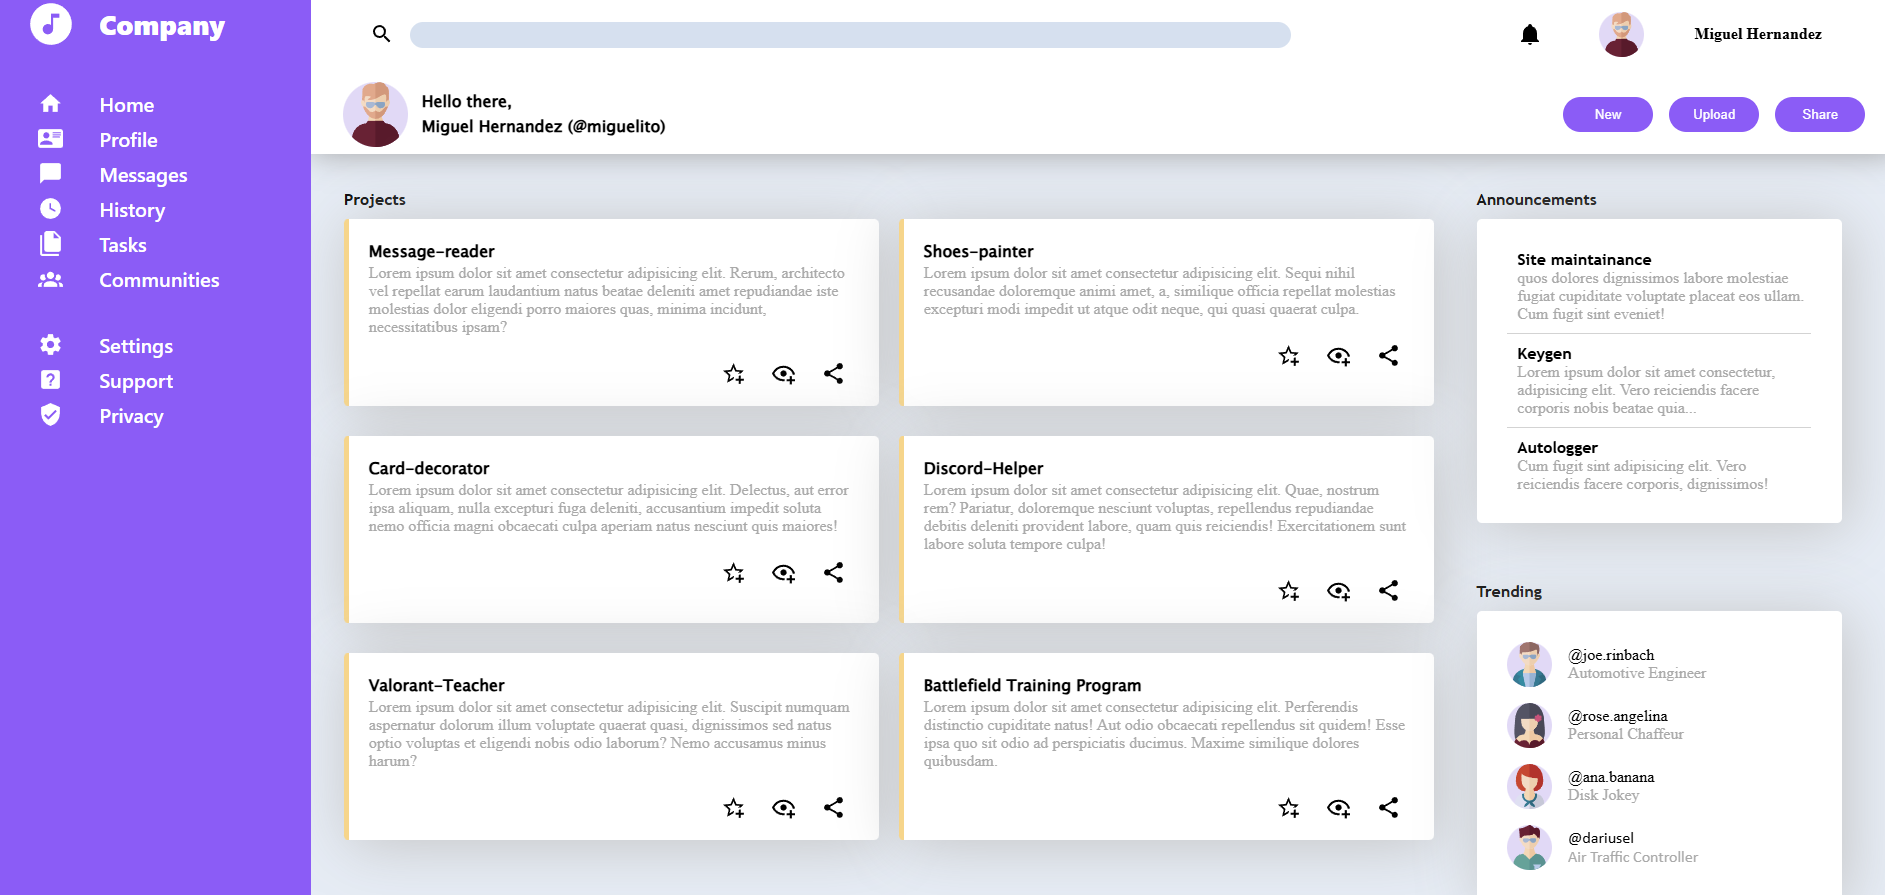 Company
Home
Profile
Messages
History
Tasks
Communities
Settings
Support
Privacy
Miguel Hernandez
Hello there,
Miguel Hernandez (@miguelito)
New
Upload
Share
Projects
Message-reader
Lorem ipsum dolor sit amet consectetur adipisicing elit. Rerum, architecto
vel repellat earum laudantium natus beatae deleniti amet repudiandae iste
molestias dolor eligendi porro maiores quas, minima incidunt,
necessitatibus ipsam?
Shoes-painter
Lorem ipsum dolor sit amet consectetur adipisicing elit. Sequi nihil
recusandae doloremque animi amet, a, similique officia repellat molestias
excepturi modi impedit ut atque odit neque, qui quasi quaerat culpa.
Card-decorator
Lorem ipsum dolor sit amet consectetur adipisicing elit. Delectus, aut error
ipsa aliquam, nulla excepturi fuga deleniti, accusantium impedit soluta
nemo officia magni obcaecati culpa aperiam natus nesciunt quis maiores!
Discord-Helper
Lorem ipsum dolor sit amet consectetur adipisicing elit. Quae, nostrum
rem? Pariatur, doloremque nesciunt voluptas, repellendus repudiandae
debitis deleniti provident labore, quam quis reiciendis! Exercitationem sunt
labore soluta tempore culpa!
Valorant-Teacher
Lorem ipsum dolor sit amet consectetur adipisicing elit. Suscipit numquam
aspernatur dolorum illum voluptate quaerat quasi, dignissimos sed natus
optio voluptas et eligendi nobis odio laborum? Nemo accusamus minus
harum?
Battlefield Training Program
Lorem ipsum dolor sit amet consectetur adipisicing elit. Perferendis
distinctio cupiditate natus! Aut odio obcaecati repellendus sit quidem! Esse
ipsa quo sit odio ad perspiciatis ducimus. Maxime similique dolores
quibusdam.
Announcements
Site maintainance
quos dolores dignissimos labore molestiae
fugiat cupiditate voluptate placeat eos ullam.
Cum fugit sint eveniet!
Keygen
Lorem ipsum dolor sit amet consectetur,
adipisicing elit. Vero reiciendis facere
corporis nobis beatae quia...
Autologger
Cum fugit sint adipisicing elit. Vero
reiciendis facere corporis, dignissimos!
Trending
@joe.rinbach
Automotive Engineer
@rose.angelina
Personal Chaffeur
@ana.banana
Disk Jokey
@dariusel
Air Traffic Controller